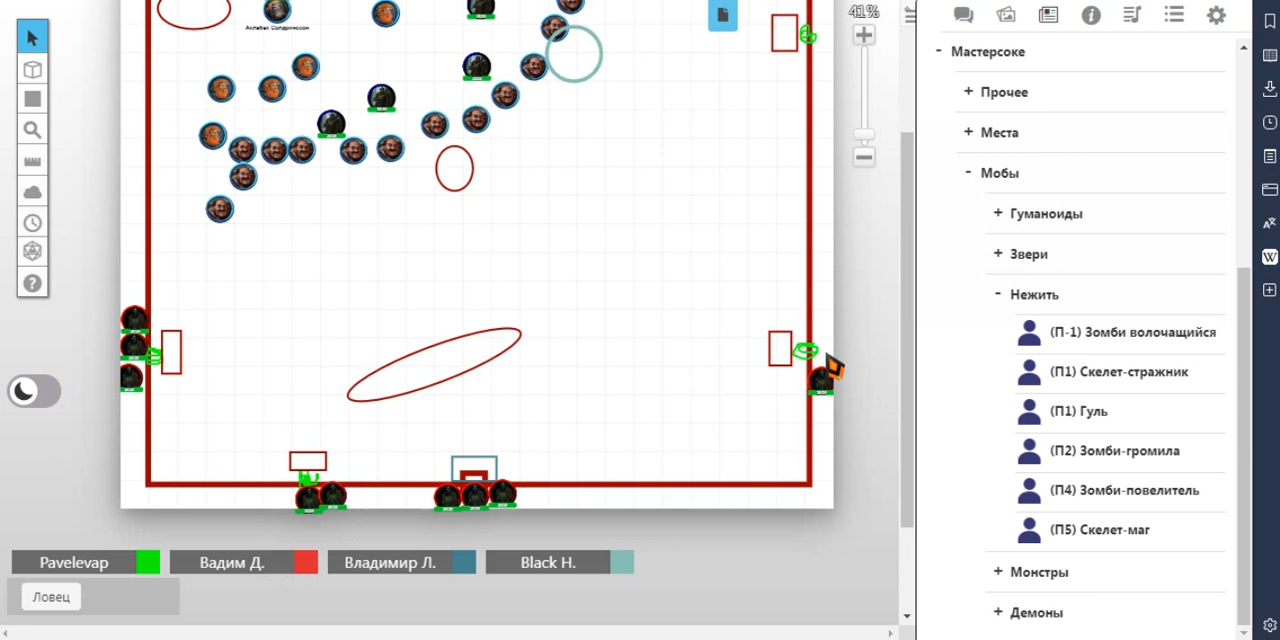 41%
Мастерсоке
Прочее
Места
Мобы
Гуманоиды
Звери
Нежить
(П-1) Зомби волочащийся
(П1) Скелет-стражник
(П1) Гуль
(П2) Зомби-громила
(П4) Зомби-повелитель
(П5) Скелет-маг
Монстры
Демоны
Pavelevap
Вадим Д.
Владимир Л.
Black H.
Ловец